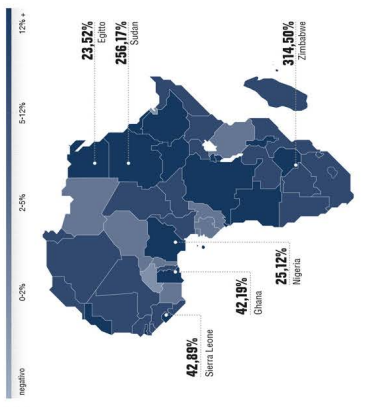 negativo
0-2%
2-5%
5-12%
12% +
23,52%
Egitto
256,17%
Sudan
314,50%
Zimbabwe
25,12%
Nigeria
42,19%
Ghana
42,89%
Sierra Leone